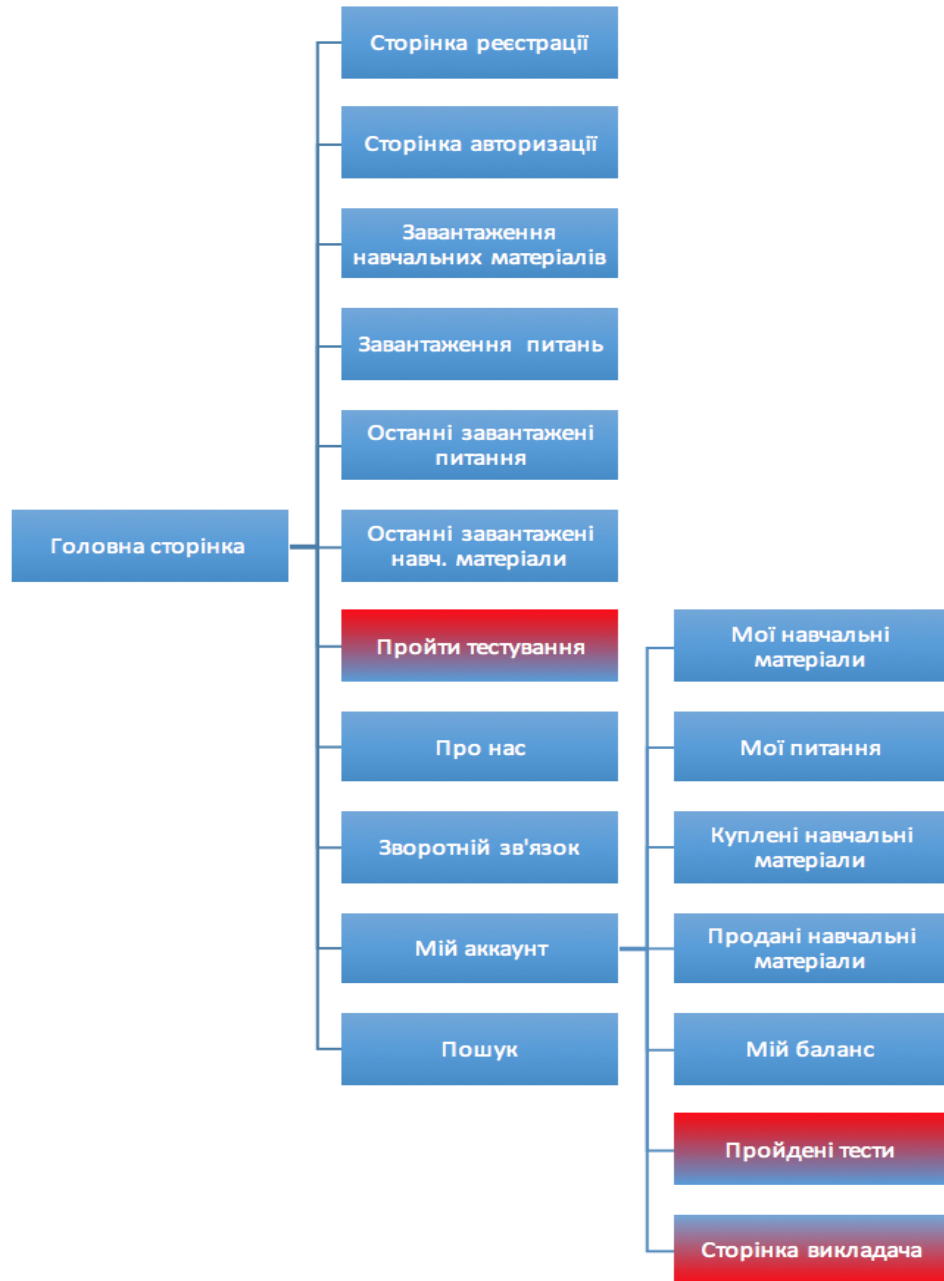 Сторінка реєстрації
Сторінка авторизації
Завантаження
навчальних матеріалів
Завантаження питань
Останні завантажені
питання
Головна сторінка
Останні завантажені
навч. матеріали
Пройти тестування
Про нас
Зворотній зв'язок
Мій аккаунт
Пошук
Мої навчальні
матеріали
Мої питання
Куплені навчальні
матеріали
Продані навчальні
матеріали
Мій баланс
Пройдені тести
Сторінка викладача